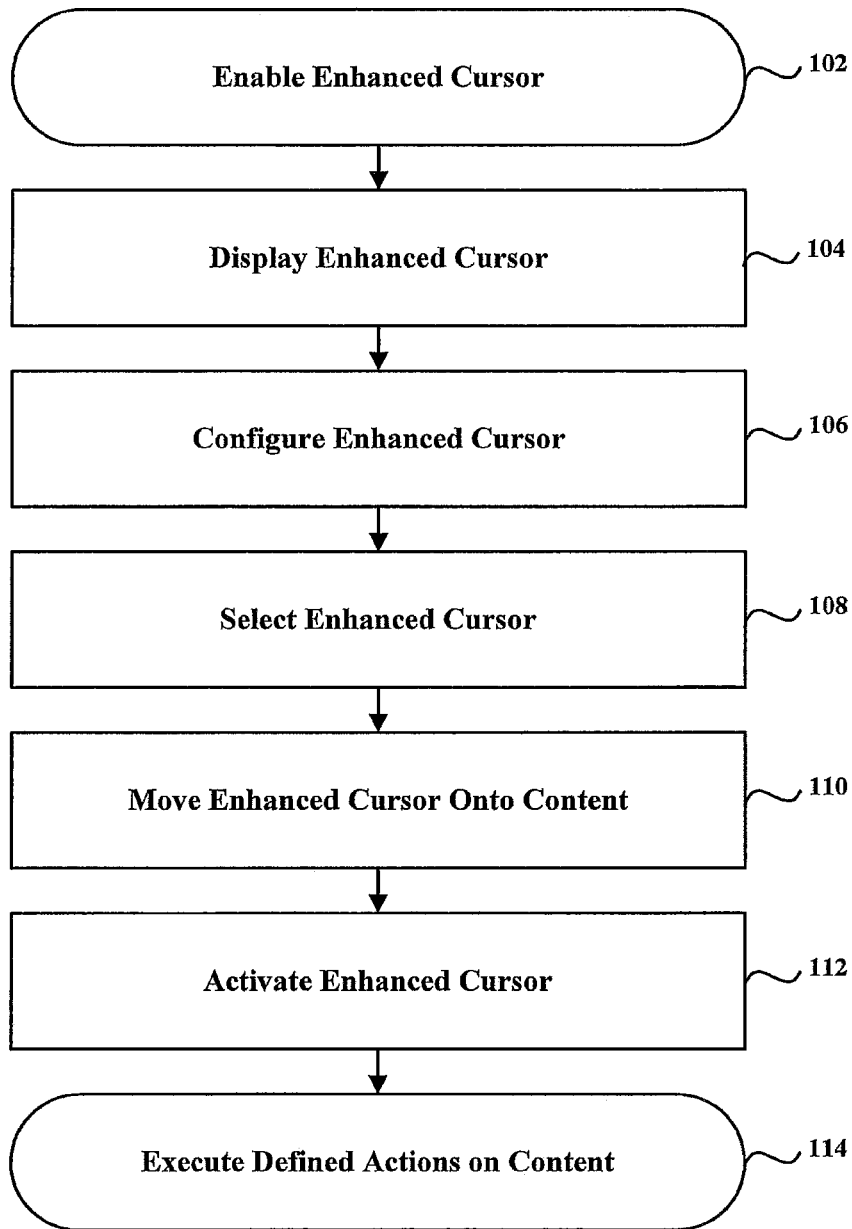 Enable Enhanced Cursor
102
Display Enhanced Cursor
104
Configure Enhanced Cursor
106
Select Enhanced Cursor
108
Move Enhanced Cursor Onto Content
110
Activate Enhanced Cursor
112
Execute Defined Actions on Content
114